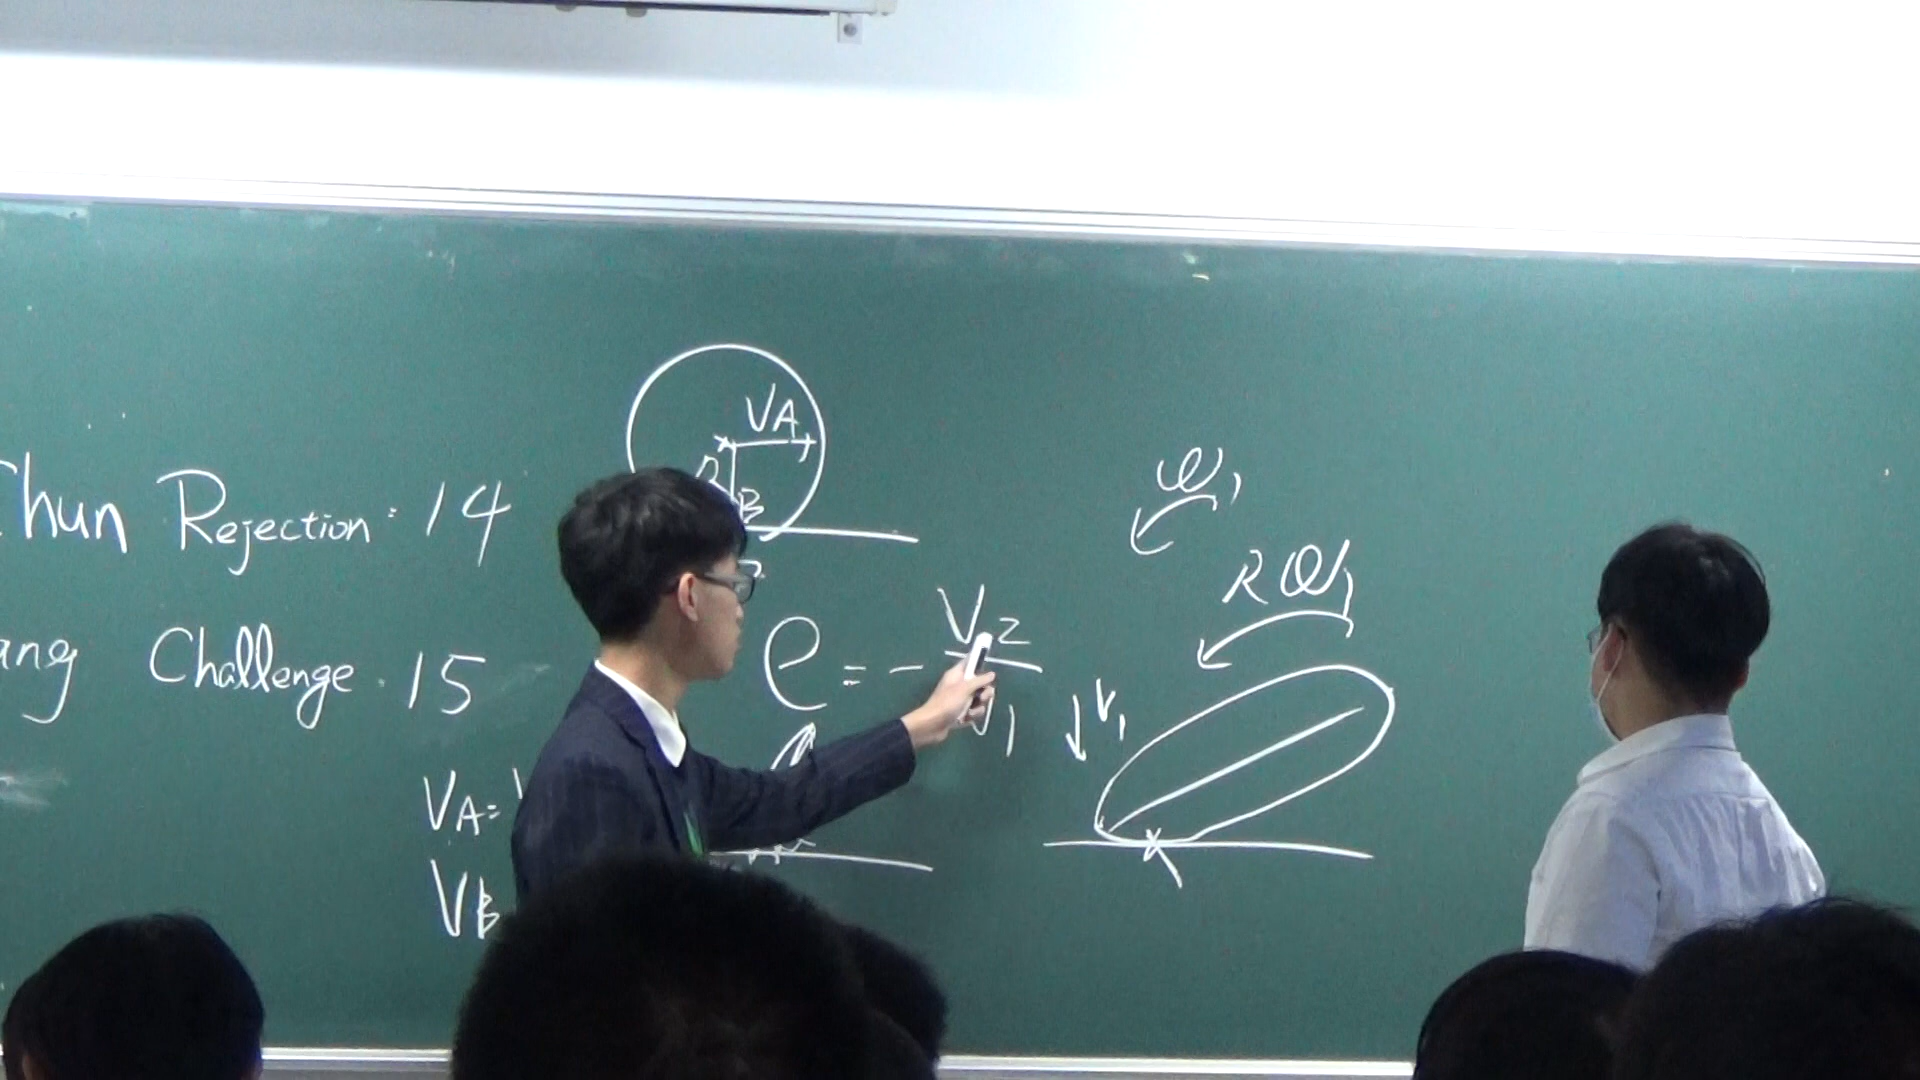 hun Rejection: 14
ang Challenge 15
VA=
VB
VA
B
e = - V2
V1
ω1
Rω1
V1